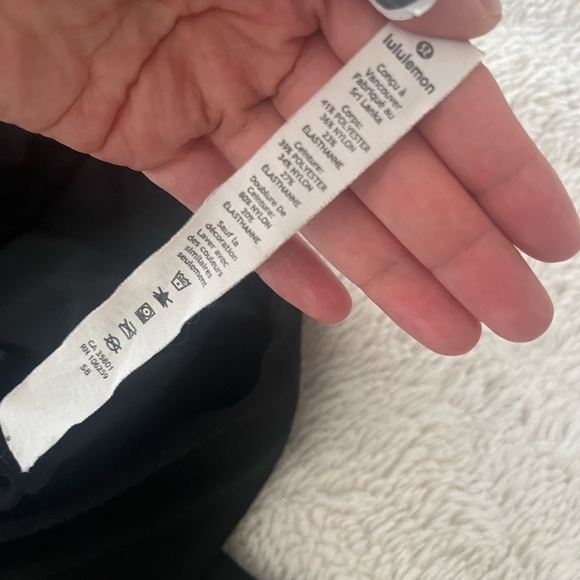 lululemon
Conçu à
Vancouver
Fabriqué au
Sri Lanka
Corps:
41% POLYESTER
36% NYLON
23%
ÉLASTHANNE
Ceinture:
39% POLYESTER
34% NYLON
27%
ÉLASTHANNE
Doublure De
Ceinture:
80% NYLON
20%
ÉLASTHANNE
Sauf la
décoration
Laver avec
des couleurs
similaires
seulement
CA 35801
RN 106259
S8